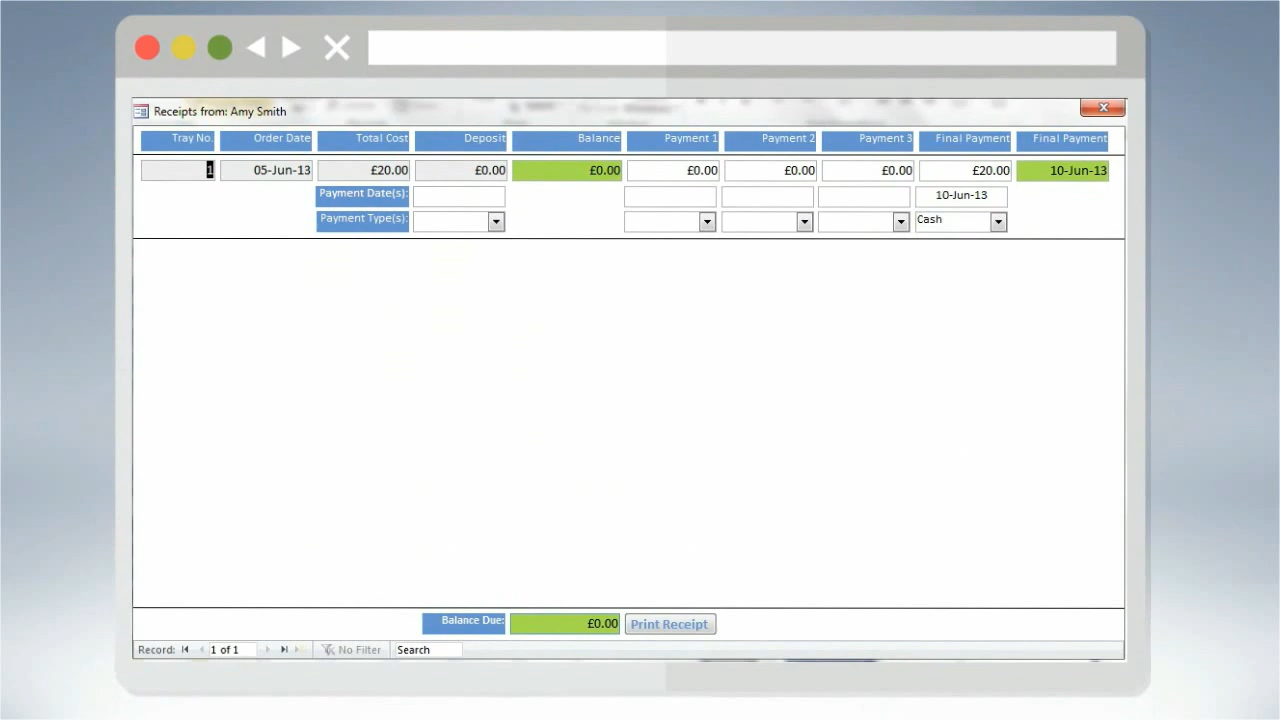 Receipts from: Amy Smith
Tray No. Order Date Total Cost Deposit Balance Payment 1 Payment 2 Payment 3 Final Payment Final Payment
1 05-Jun-13 £20.00 £0.00 £0.00 £0.00 £0.00 £0.00 £20.00 10-Jun-13
Payment Date(s): 10-Jun-13
Payment Type(s): Cash
Balance Due: £0.00 Print Receipt
Record: 1 of 1 No Filter Search